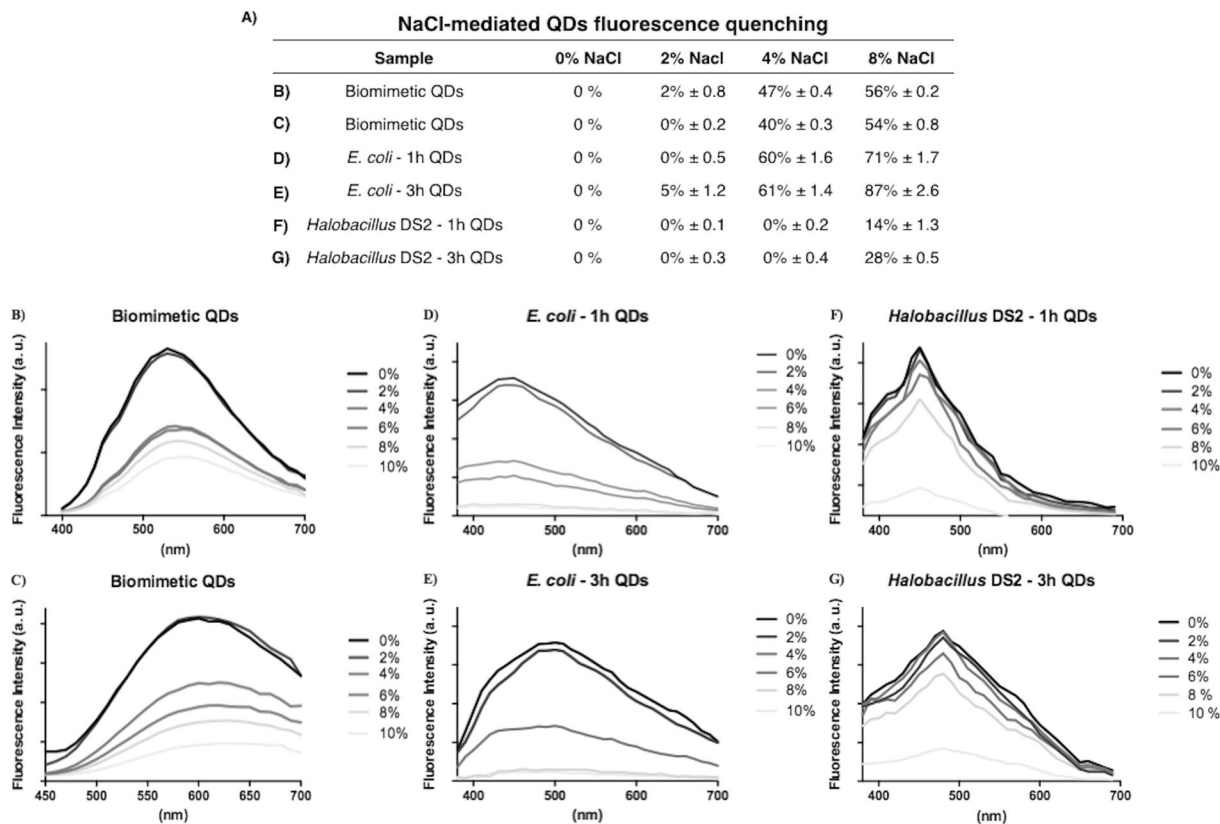 A)
NaCl-mediated QDs fluorescence quenching
Sample 0% NaCl 2% Nacl 4% NaCl 8% NaCl
B) Biomimetic QDs 0 % 2% ± 0.8 47% ± 0.4 56% ± 0.2
C) Biomimetic QDs 0 % 0% ± 0.2 40% ± 0.3 54% ± 0.8
D) E. coli - 1h QDs 0 % 0% ± 0.5 60% ± 1.6 71% ± 1.7
E) E. coli - 3h QDs 0 % 5% ± 1.2 61% ± 1.4 87% ± 2.6
F) Halobacillus DS2 - 1h QDs 0 % 0% ± 0.1 0% ± 0.2 14% ± 1.3
G) Halobacillus DS2 - 3h QDs 0 % 0% ± 0.3 0% ± 0.4 28% ± 0.5
B) Biomimetic QDs
Fluorescence Intensity (a. u.)
0%
2%
4%
6%
8%
10%
400 500 600 700
(nm)
D) E. coli - 1h QDs
Fluorescence Intensity (a. u.)
0%
2%
4%
6%
8%
10%
400 500 600 700
(nm)
F) Halobacillus DS2 - 1h QDs
Fluorescence Intensity (a. u.)
0%
2%
4%
6%
8%
10%
400 500 600 700
(nm)
C) Biomimetic QDs
Fluorescence Intensity (a. u.)
0%
2%
4%
6%
8%
10%
450 500 550 600 650 700
(nm)
E) E. coli - 3h QDs
Fluorescence Intensity (a. u.)
0%
2%
4%
6%
8%
10%
400 500 600 700
(nm)
G) Halobacillus DS2 - 3h QDs
Fluorescence Intensity (a. u.)
0%
2%
4%
6%
8 %
10 %
400 500 600 700
(nm)